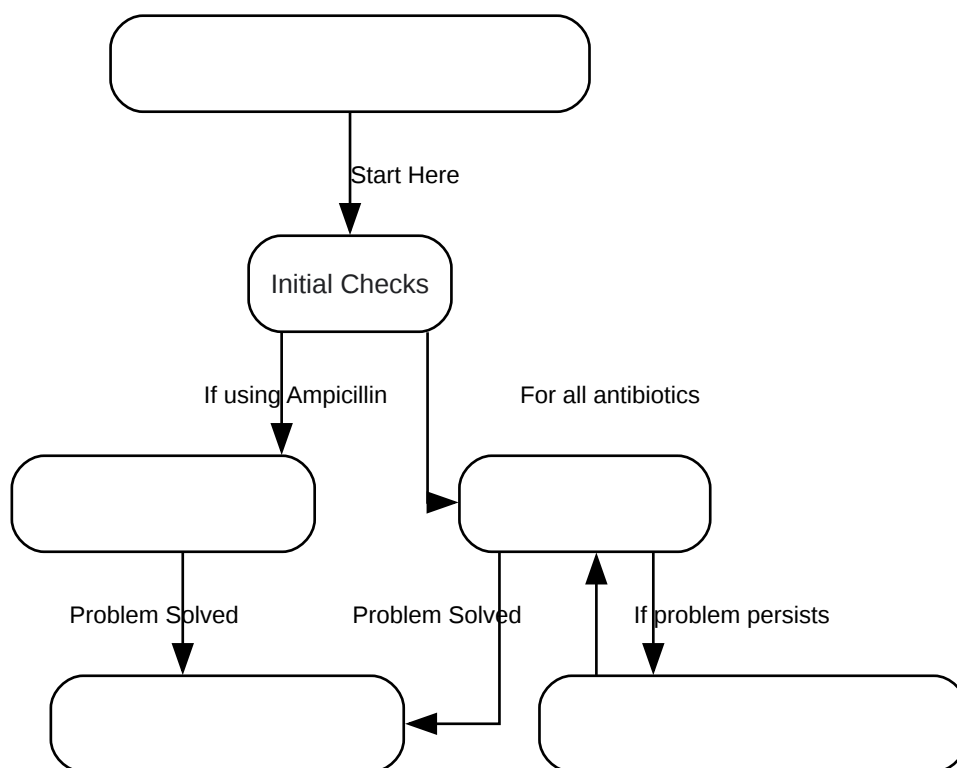 Start Here
Initial Checks
If using Ampicillin
For all antibiotics
Problem Solved
Problem Solved
If problem persists